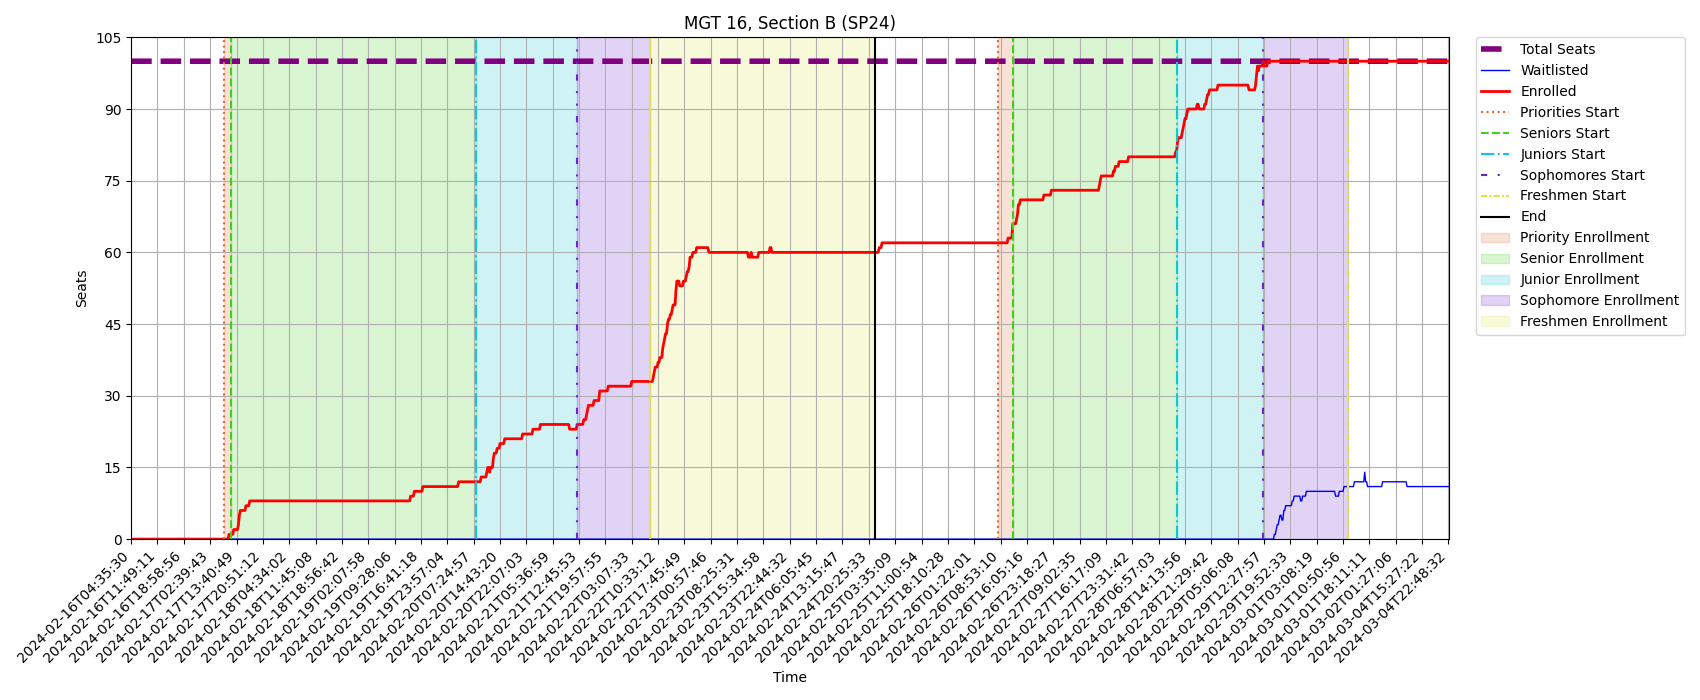 MGT 16, Section B (SP24)
105
90
75
60
45
30
15
0
Seats
2024-02-16T04:35:30
2024-02-16T11:49:11
2024-02-16T18:58:56
2024-02-17T02:39:43
2024-02-17T13:40:49
2024-02-17T20:51:12
2024-02-18T04:34:02
2024-02-18T11:45:08
2024-02-18T18:56:42
2024-02-19T02:07:58
2024-02-19T09:28:06
2024-02-19T16:41:18
2024-02-19T23:57:04
2024-02-20T07:24:57
2024-02-20T14:43:20
2024-02-20T22:07:03
2024-02-21T05:36:59
2024-02-21T12:45:53
2024-02-21T19:57:55
2024-02-22T03:07:33
2024-02-22T10:33:12
2024-02-22T17:45:49
2024-02-23T00:57:46
2024-02-23T08:25:31
2024-02-23T15:34:58
2024-02-23T22:44:32
2024-02-24T06:05:45
2024-02-24T13:15:47
2024-02-24T20:25:33
2024-02-25T03:35:09
2024-02-25T11:00:54
2024-02-25T18:10:28
2024-02-26T01:22:01
2024-02-26T08:53:10
2024-02-26T16:05:16
2024-02-26T23:18:27
2024-02-27T09:02:35
2024-02-27T16:17:09
2024-02-27T23:31:42
2024-02-28T06:57:03
2024-02-28T14:13:56
2024-02-28T21:29:42
2024-02-29T05:06:08
2024-02-29T12:27:57
2024-02-29T19:52:33
2024-03-01T03:08:19
2024-03-01T10:50:56
2024-03-01T18:11:11
2024-03-02T01:27:06
2024-03-04T15:27:22
2024-03-04T22:48:32
Time
Total Seats
Waitlisted
Enrolled
Priorities Start
Seniors Start
Juniors Start
Sophomores Start
Freshmen Start
End
Priority Enrollment
Senior Enrollment
Junior Enrollment
Sophomore Enrollment
Freshmen Enrollment